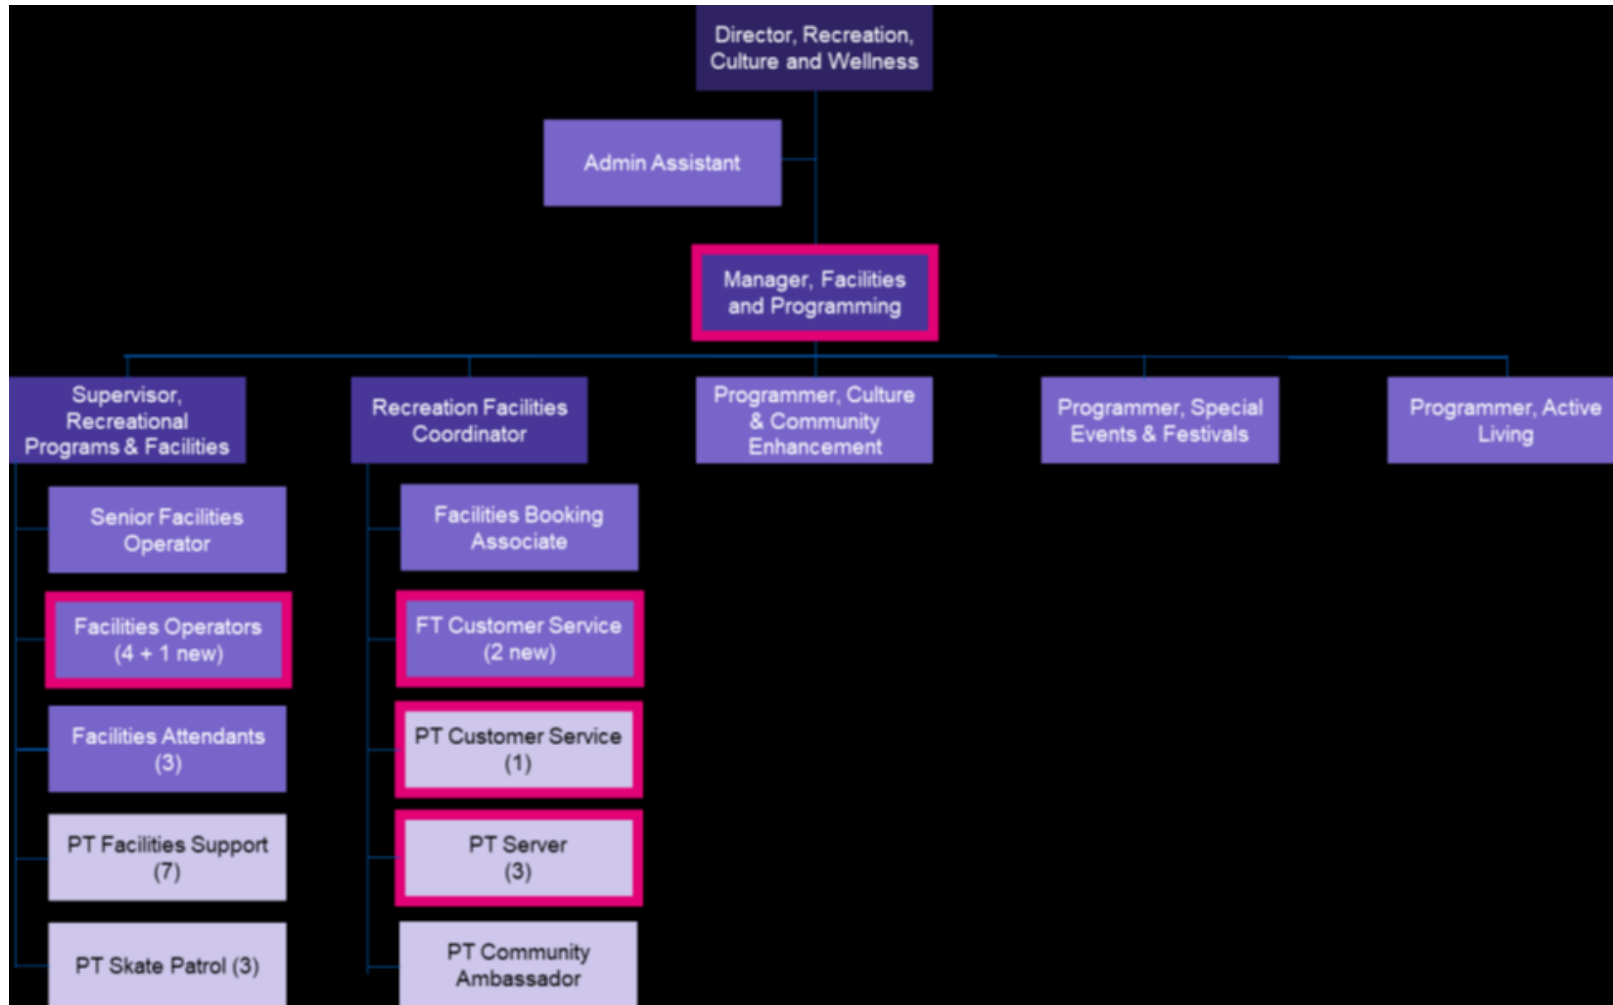 Director, Recreation,
Culture and Wellness
Admin Assistant
Manager, Facilities
and Programming
Supervisor,
Recreational
Programs & Facilities
Recreation Facilities
Coordinator
Programmer, Culture
& Community
Enhancement
Programmer, Special
Events & Festivals
Programmer, Active
Living
Senior Facilities
Operator
Facilities Operators
(4 + 1 new)
Facilities Attendants
(3)
PT Facilities Support
(7)
PT Skate Patrol (3)
Facilities Booking
Associate
FT Customer Service
(2 new)
PT Customer Service
(1)
PT Server
(3)
PT Community
Ambassador